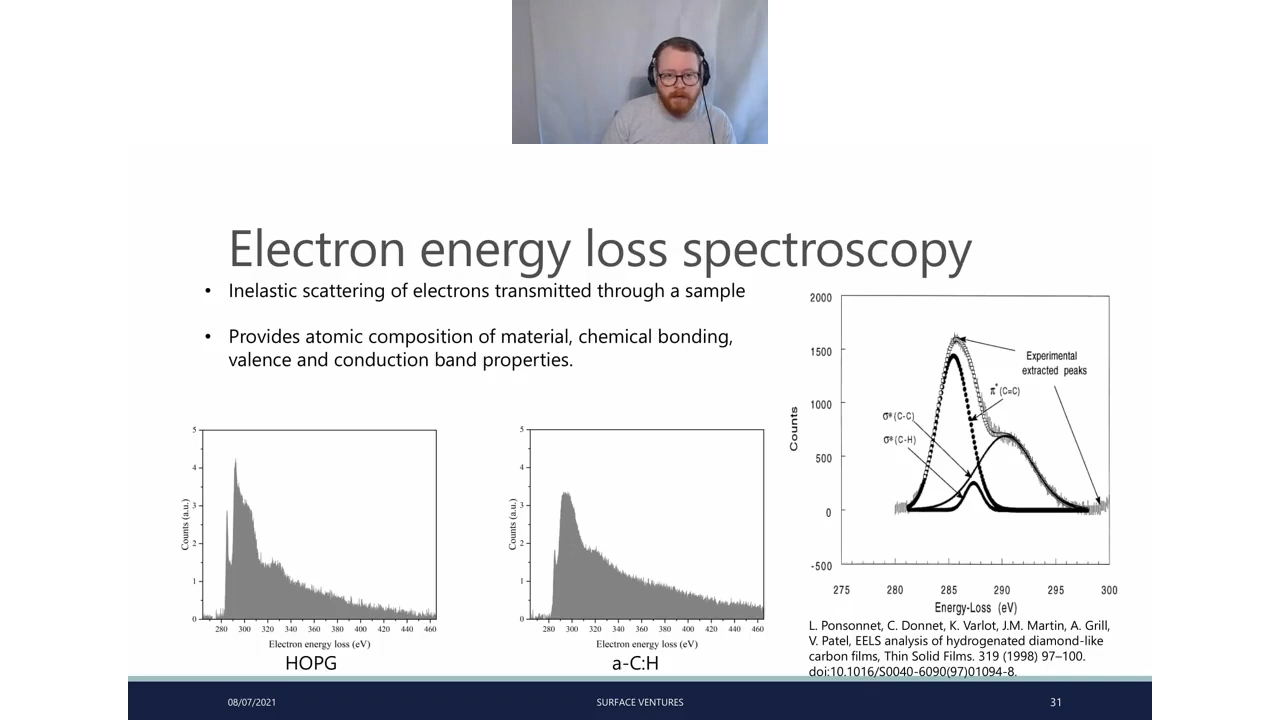 Electron energy loss spectroscopy
• Inelastic scattering of electrons transmitted through a sample
• Provides atomic composition of material, chemical bonding,
valence and conduction band properties.
5
4
3
2
1
0
Counts (a.u.)
280 300 320 340 360 380 400 420 440 460
Electron energy loss (eV)
HOPG
5
4
3
2
1
0
Counts (a.u.)
280 300 320 340 360 380 400 420 440 460
Electron energy loss (eV)
a-C:H
2000
1500
1000
500
0
-500
Counts
Experimental
extracted peaks
π*(C=C)
σ*(C-C)
σ*(C-H)
275 280 285 290 295 300
Energy-Loss (eV)
L. Ponsonnet, C. Donnet, K. Varlot, J.M. Martin, A. Grill,
V. Patel, EELS analysis of hydrogenated diamond-like
carbon films, Thin Solid Films. 319 (1998) 97–100.
doi:10.1016/S0040-6090(97)01094-8.
08/07/2021
SURFACE VENTURES
31